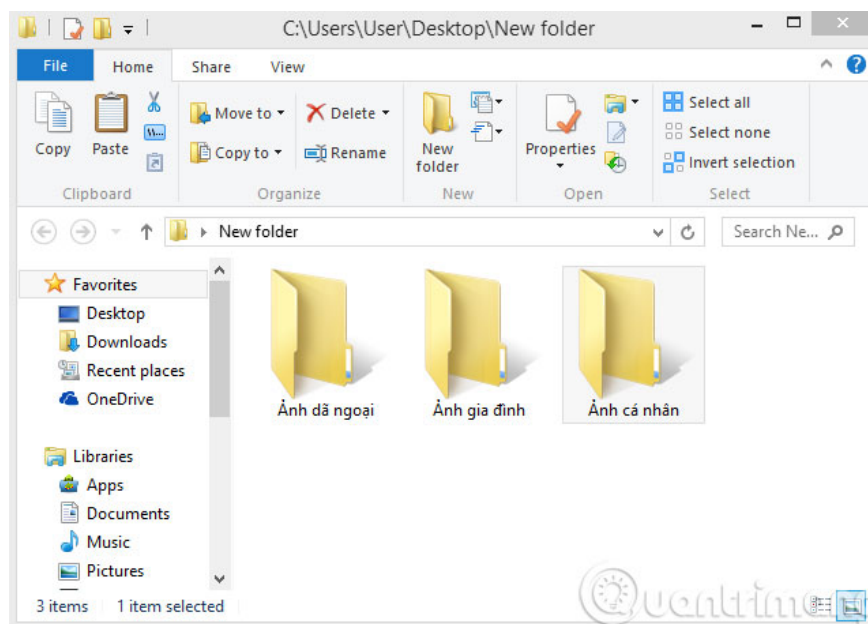 C:\Users\User\Desktop\New folder
File Home Share View
Copy
Paste
Move to
Copy to
Delete
Rename
New folder
Properties
Select all
Select none
Invert selection
Clipboard Organize New Open Select
New folder
Search Ne...
Favorites
Desktop
Downloads
Recent places
OneDrive
Libraries
Apps
Documents
Music
Pictures
Ảnh dã ngoại
Ảnh gia đình
Ảnh cá nhân
3 items 1 item selected
Quantrimang